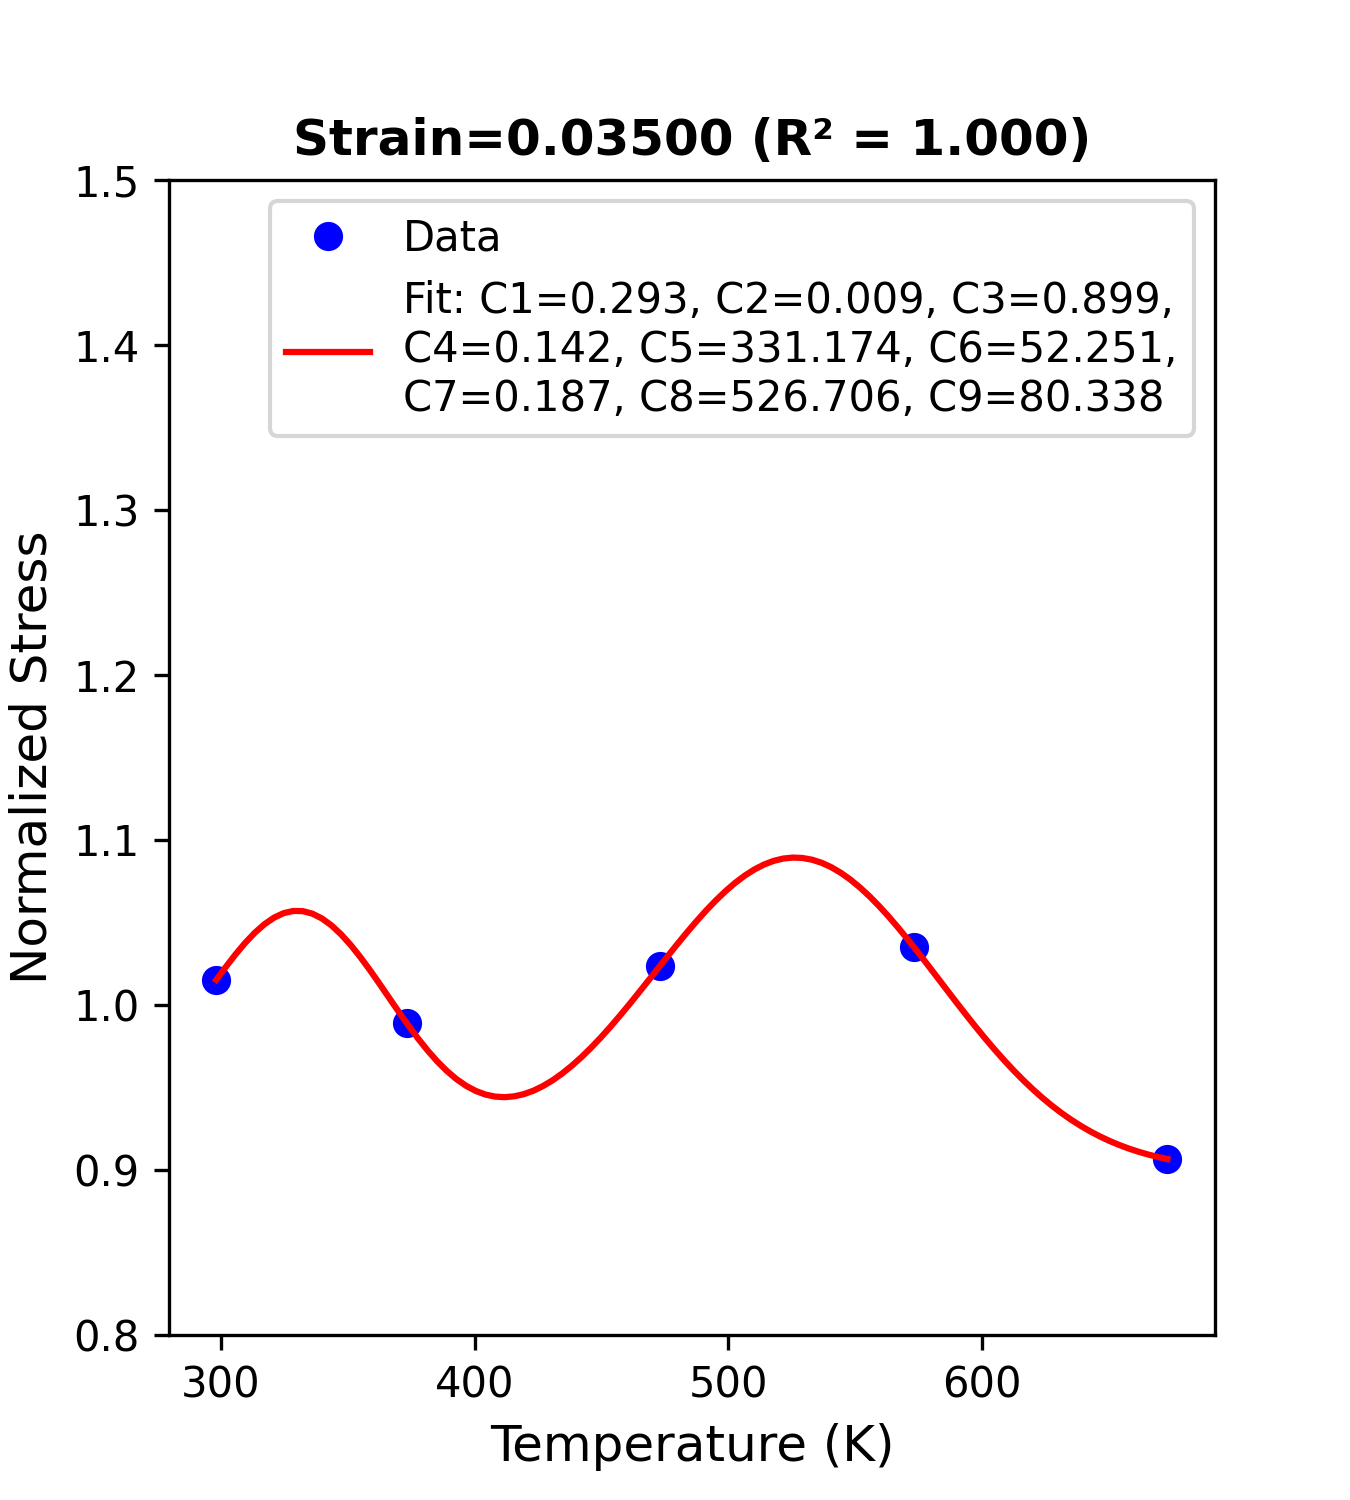 Strain=0.03500 (R² = 1.000)
1.5
1.4
1.3
1.2
1.1
1.0
0.9
0.8
Normalized Stress
Data
Fit: C1=0.293, C2=0.009, C3=0.899,
C4=0.142, C5=331.174, C6=52.251,
C7=0.187, C8=526.706, C9=80.338
300 400 500 600
Temperature (K)